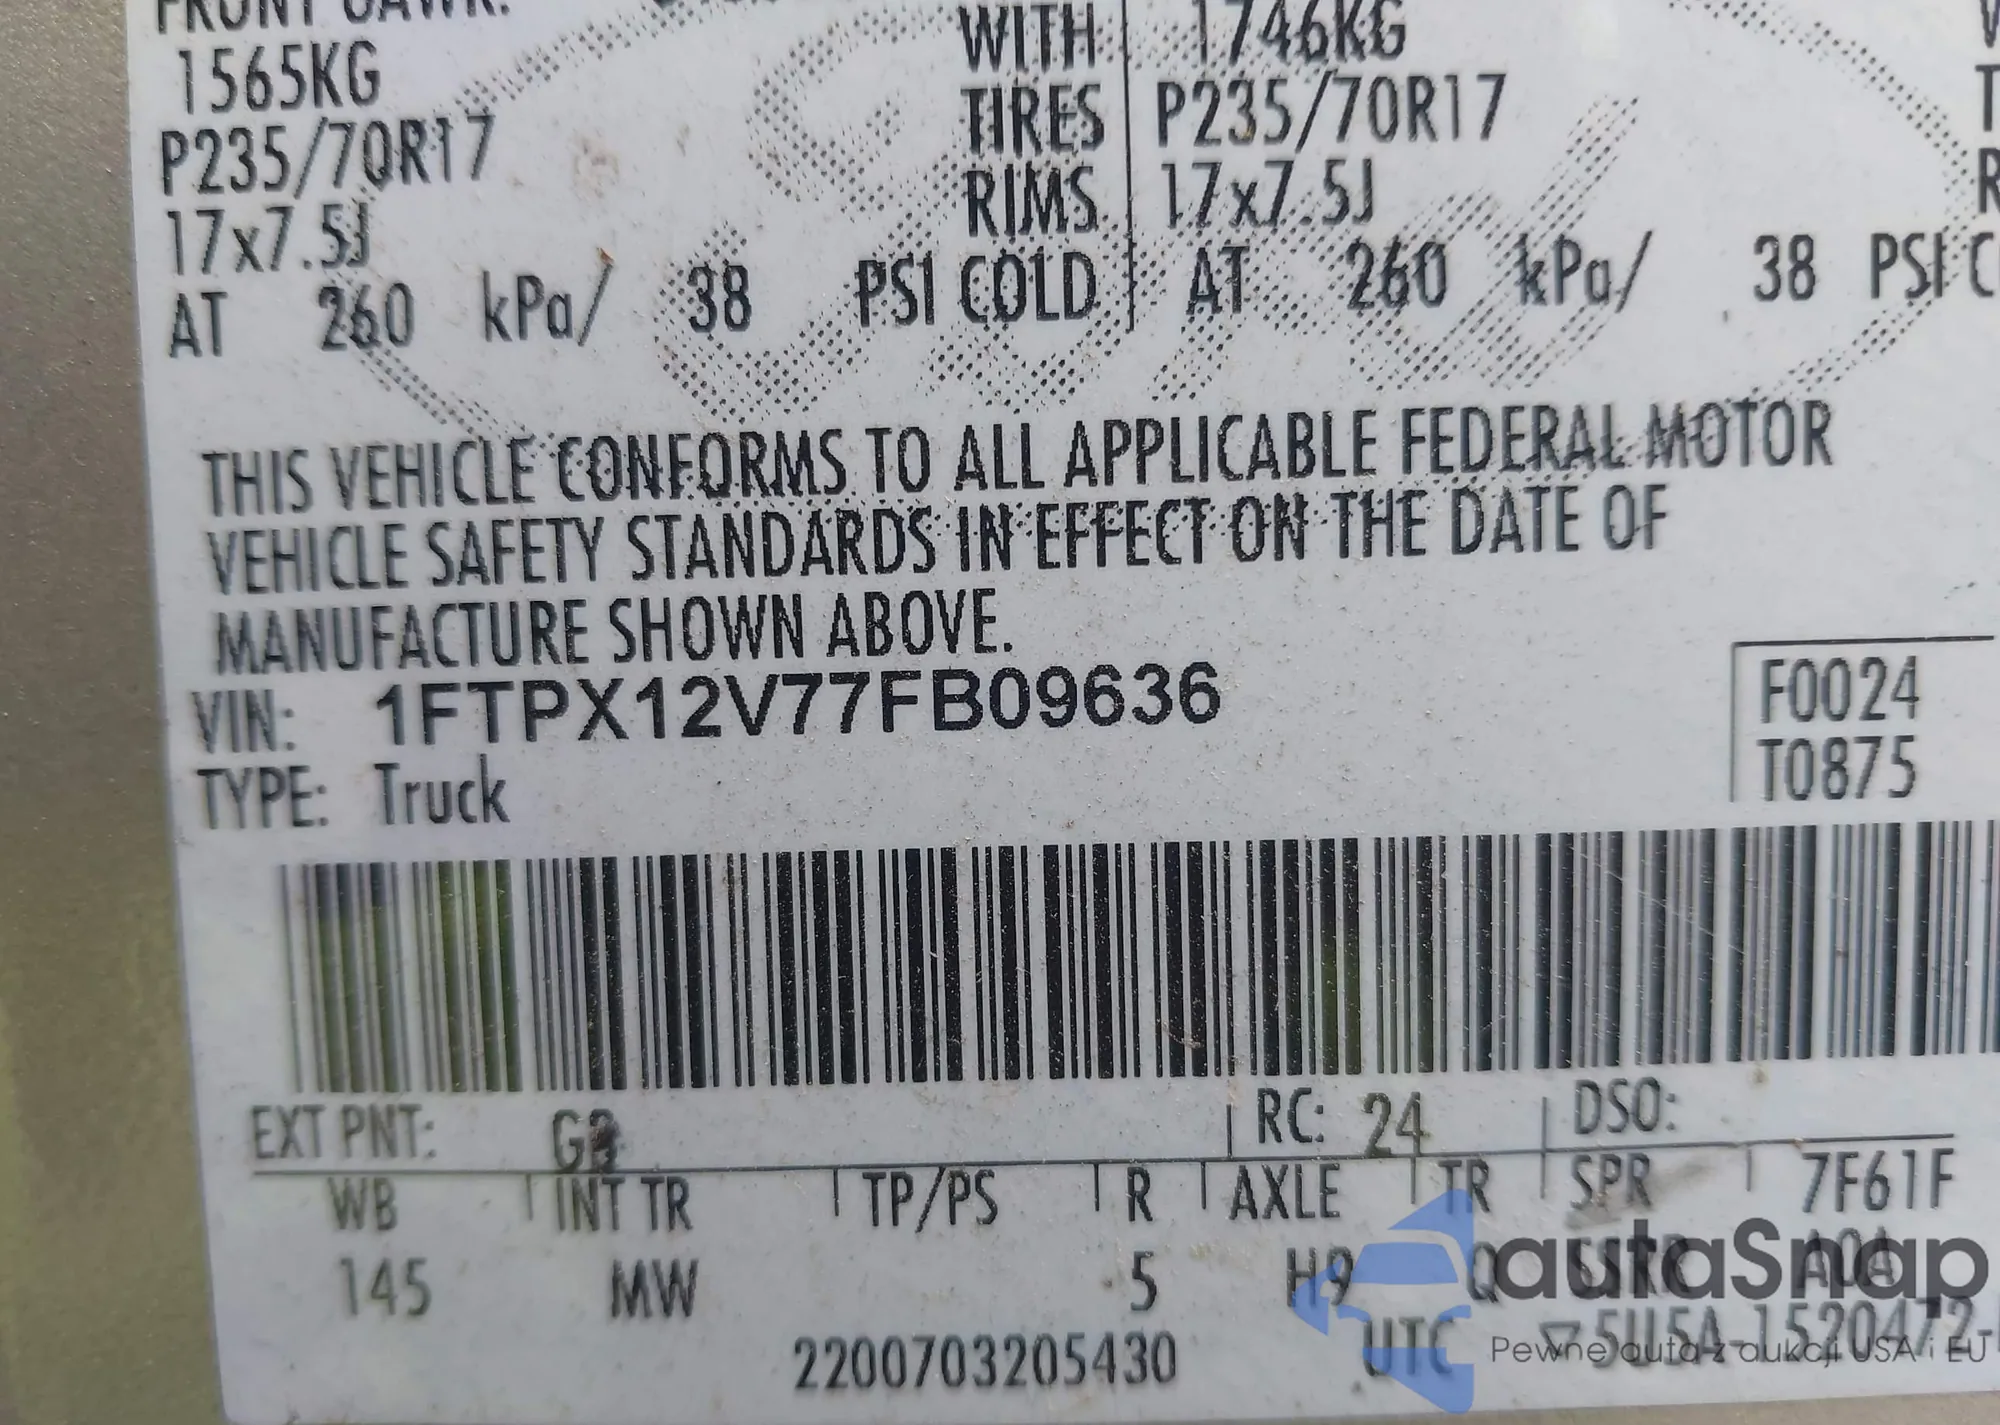 FRONT GAWR:
1565KG
P235/70R17
17x7.5J
AT 260 kPa/ 38 PSI COLD
WITH 1746KG
TIRES P235/70R17
RIMS 17x7.5J
AT 260 kPa/ 38 PSI
THIS VEHICLE CONFORMS TO ALL APPLICABLE FEDERAL MOTOR
VEHICLE SAFETY STANDARDS IN EFFECT ON THE DATE OF
MANUFACTURE SHOWN ABOVE.
VIN: 1FTPX12V77FB09636
TYPE: Truck
F0024
T0875
EXT PNT: RC: 24 DSO:
WB INT TR TP/PS R AXLE TR SPR 7F61F
145 MW 5 H9 Q A0A
2200703205430 UTC 5U5A-1520472-
autaSnap
Pewne auta z aukcji USA i EU